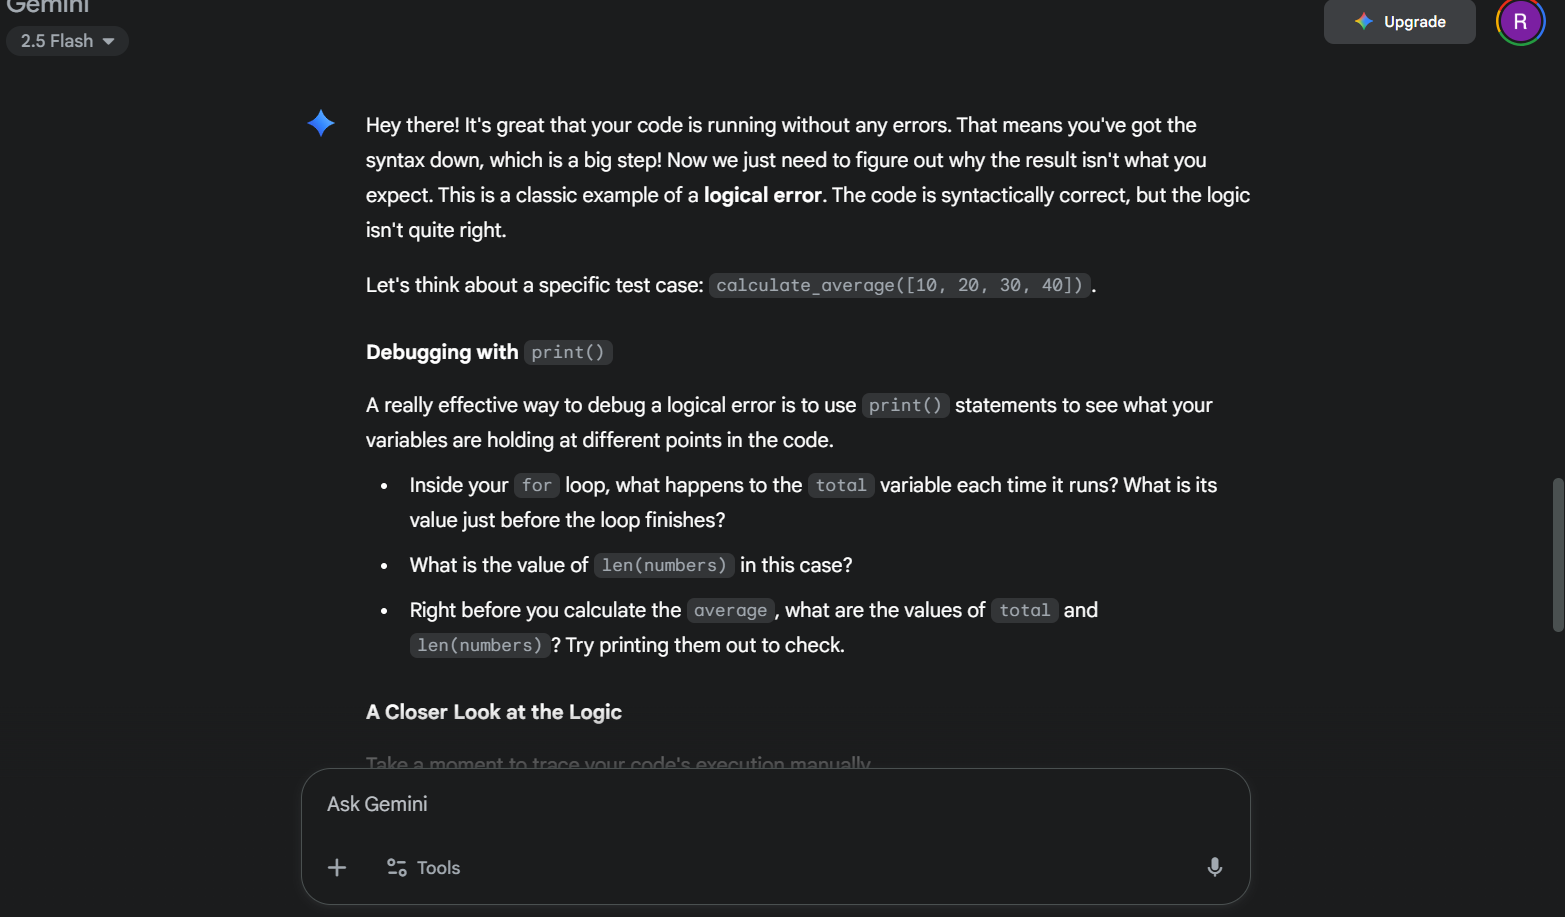 Gemini
2.5 Flash
Upgrade
R
Hey there! It's great that your code is running without any errors. That means you've got the
syntax down, which is a big step! Now we just need to figure out why the result isn't what you
expect. This is a classic example of a logical error. The code is syntactically correct, but the logic
isn't quite right.
Let's think about a specific test case: calculate_average([10, 20, 30, 40]).
Debugging with print()
A really effective way to debug a logical error is to use print() statements to see what your
variables are holding at different points in the code.
• Inside your for loop, what happens to the total variable each time it runs? What is its
value just before the loop finishes?
• What is the value of len(numbers) in this case?
• Right before you calculate the average, what are the values of total and
len(numbers)? Try printing them out to check.
A Closer Look at the Logic
Take a moment to trace your code's execution manually
Ask Gemini
Tools